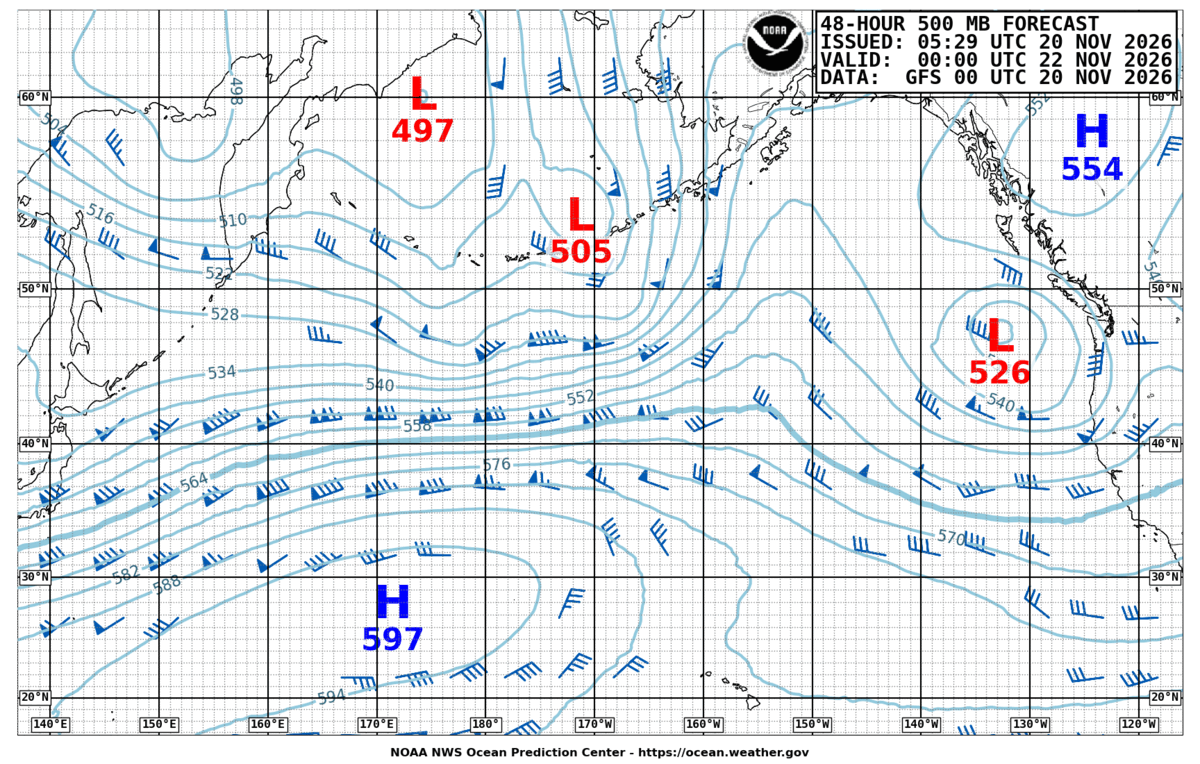 48-HOUR 500 MB FORECAST
ISSUED: 05:29 UTC 20 NOV 2026
VALID: 00:00 UTC 22 NOV 2026
DATA: GFS 00 UTC 20 NOV 2026
NOAA
60°N
60°N
498
504
552
L
497
H
554
516
510
L
505
522
50°N
50°N
528
L
526
534
540
552
540
558
40°N
40°N
564
576
570
582
588
30°N
30°N
H
597
594
20°N
20°N
140°E
150°E
160°E
170°E
180°
170°W
160°W
150°W
140°W
130°W
120°W
NOAA NWS Ocean Prediction Center - https://ocean.weather.gov